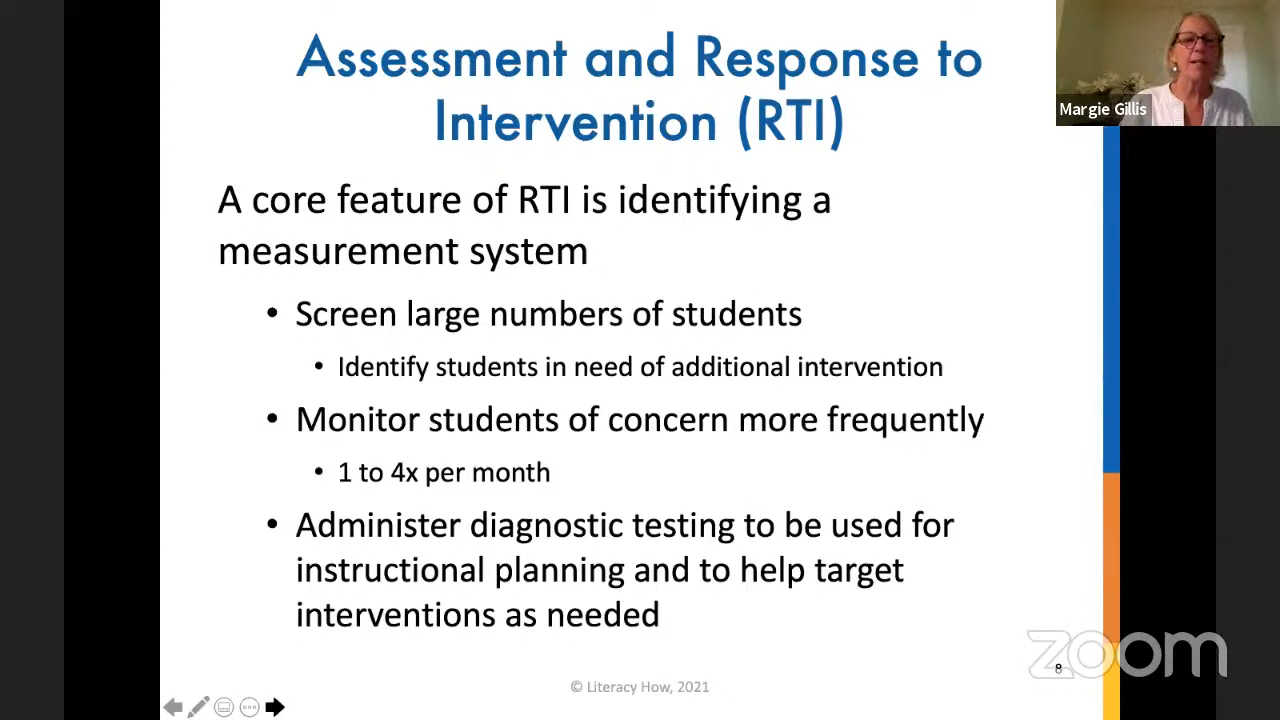 Assessment and Response to
Intervention (RTI)
Margie Gillis
A core feature of RTI is identifying a
measurement system
• Screen large numbers of students
• Identify students in need of additional intervention
• Monitor students of concern more frequently
• 1 to 4x per month
• Administer diagnostic testing to be used for
instructional planning and to help target
interventions as needed
zoom
8
© Literacy How, 2021